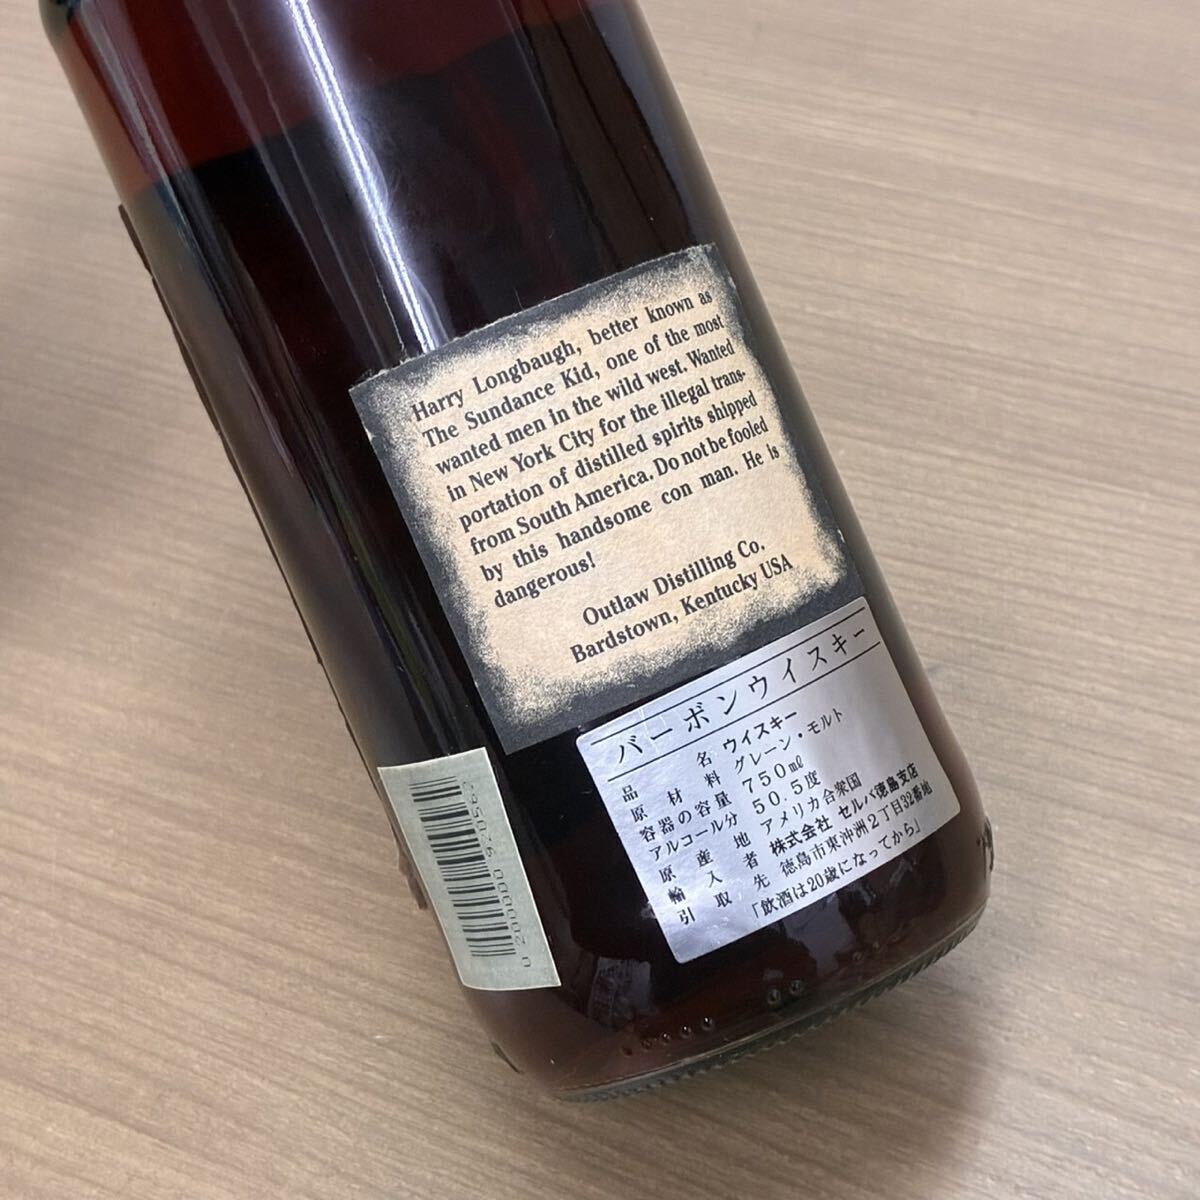 Harry Longbaugh, better known as
The Sundance Kid, one of the most
wanted men in the wild west. Wanted
in New York City for the illegal trans-
portation of distilled spirits shipped
from South America. Do not be fooled
by this handsome con man. He is
dangerous!
Outlaw Distilling Co.
Bardstown, Kentucky USA
バーボンウイスキー
品名 ウィスキー
原材料 グレーン・モルト
容器の容量 750mℓ
アルコール分 50.5度
原産地 アメリカ合衆国
輸入者 株式会社 セルバ徳島支店
引取先 徳島市東沖洲2丁目32番地
「飲酒は20歳になってから」